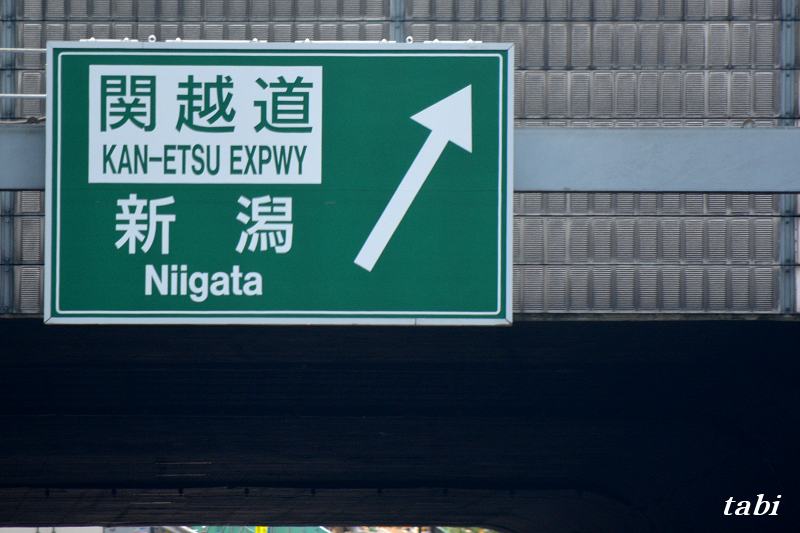 関越道
KAN-ETSU EXPWY
新潟
Niigata
tabi